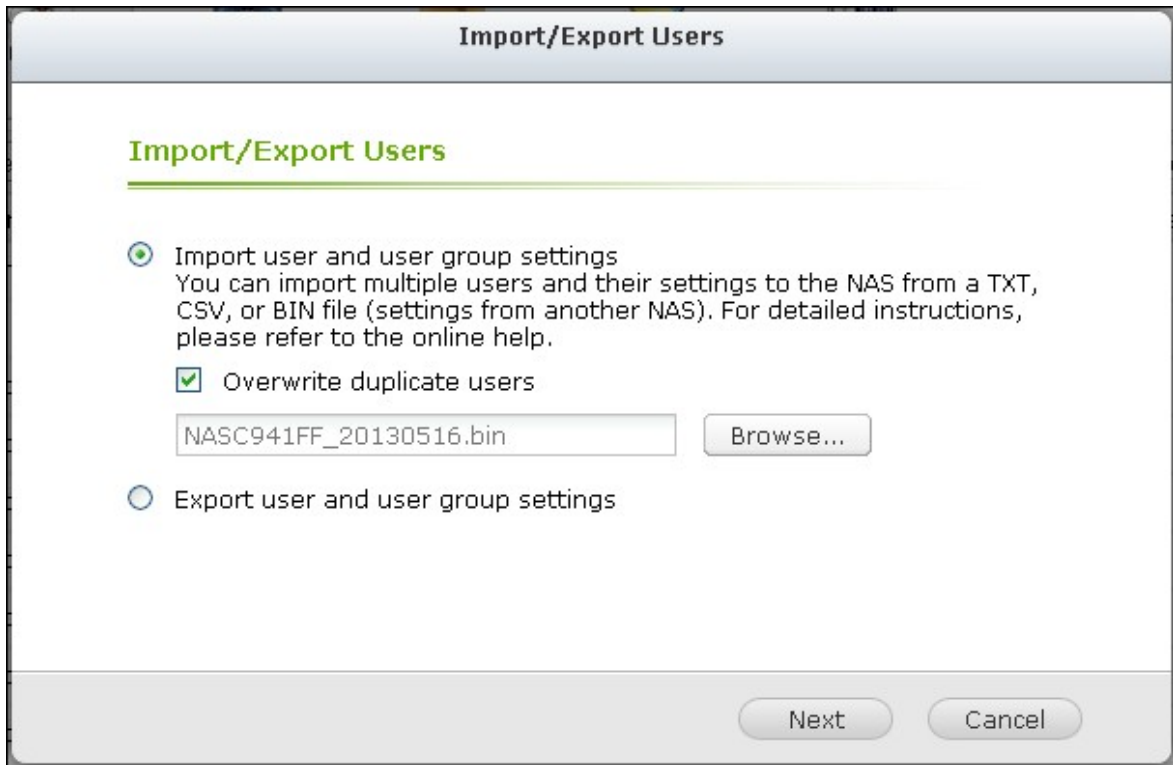 Import/Export Users
Import/Export Users
Import user and user group settings
You can import multiple users and their settings to the NAS from a TXT,
CSV, or BIN file (settings from another NAS). For detailed instructions,
please refer to the online help.
Overwrite duplicate users
NASC941FF_20130516.bin Browse...
Export user and user group settings
Next Cancel